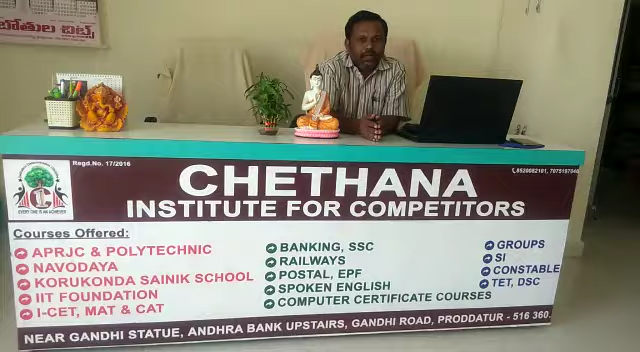 బోతుల చిట్స్
Regd.No. 17/2016
CHETHANA
INSTITUTE FOR COMPETITORS
EVERY ONE IS AN ACHIEVER
Courses Offered:
APRJC & POLYTECHNIC
NAVODAYA
KORUKONDA SAINIK SCHOOL
IIT FOUNDATION
I-CET, MAT & CAT
BANKING, SSC
RAILWAYS
POSTAL, EPF
SPOKEN ENGLISH
COMPUTER CERTIFICATE COURSES
GROUPS
SI
CONSTABLE
TET, DSC
NEAR GANDHI STATUE, ANDHRA BANK UPSTAIRS, GANDHI ROAD, PRODDATUR - 516 360.